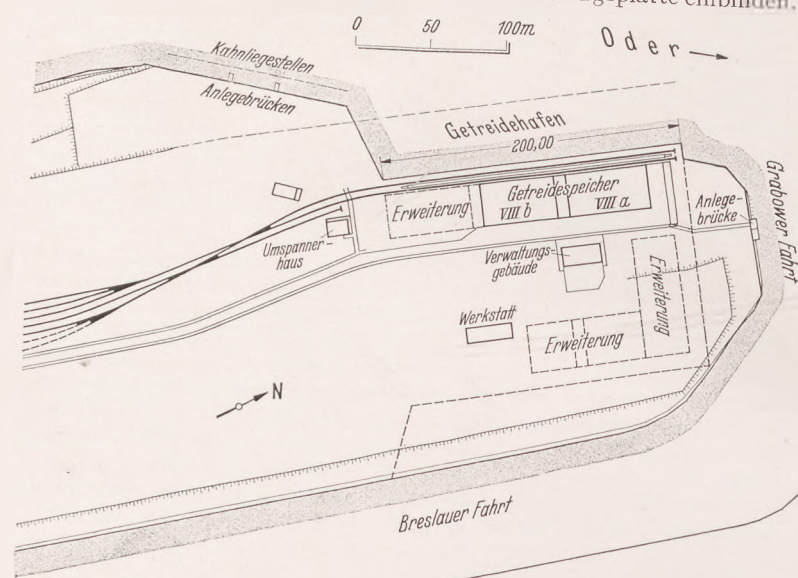 einbinden.
0 50 100m
Oder
Kahnliegestellen
Anlegebrücken
Getreidehafen
200,00
Grabower Fahrt
Getreidespeicher
Erweiterung
VIII b
VIII a
Anlege-
brücke
Umspanner-
haus
Verwaltungs-
gebäude
Erweiterung
Werkstatt
Erweiterung
N
Breslauer Fahrt